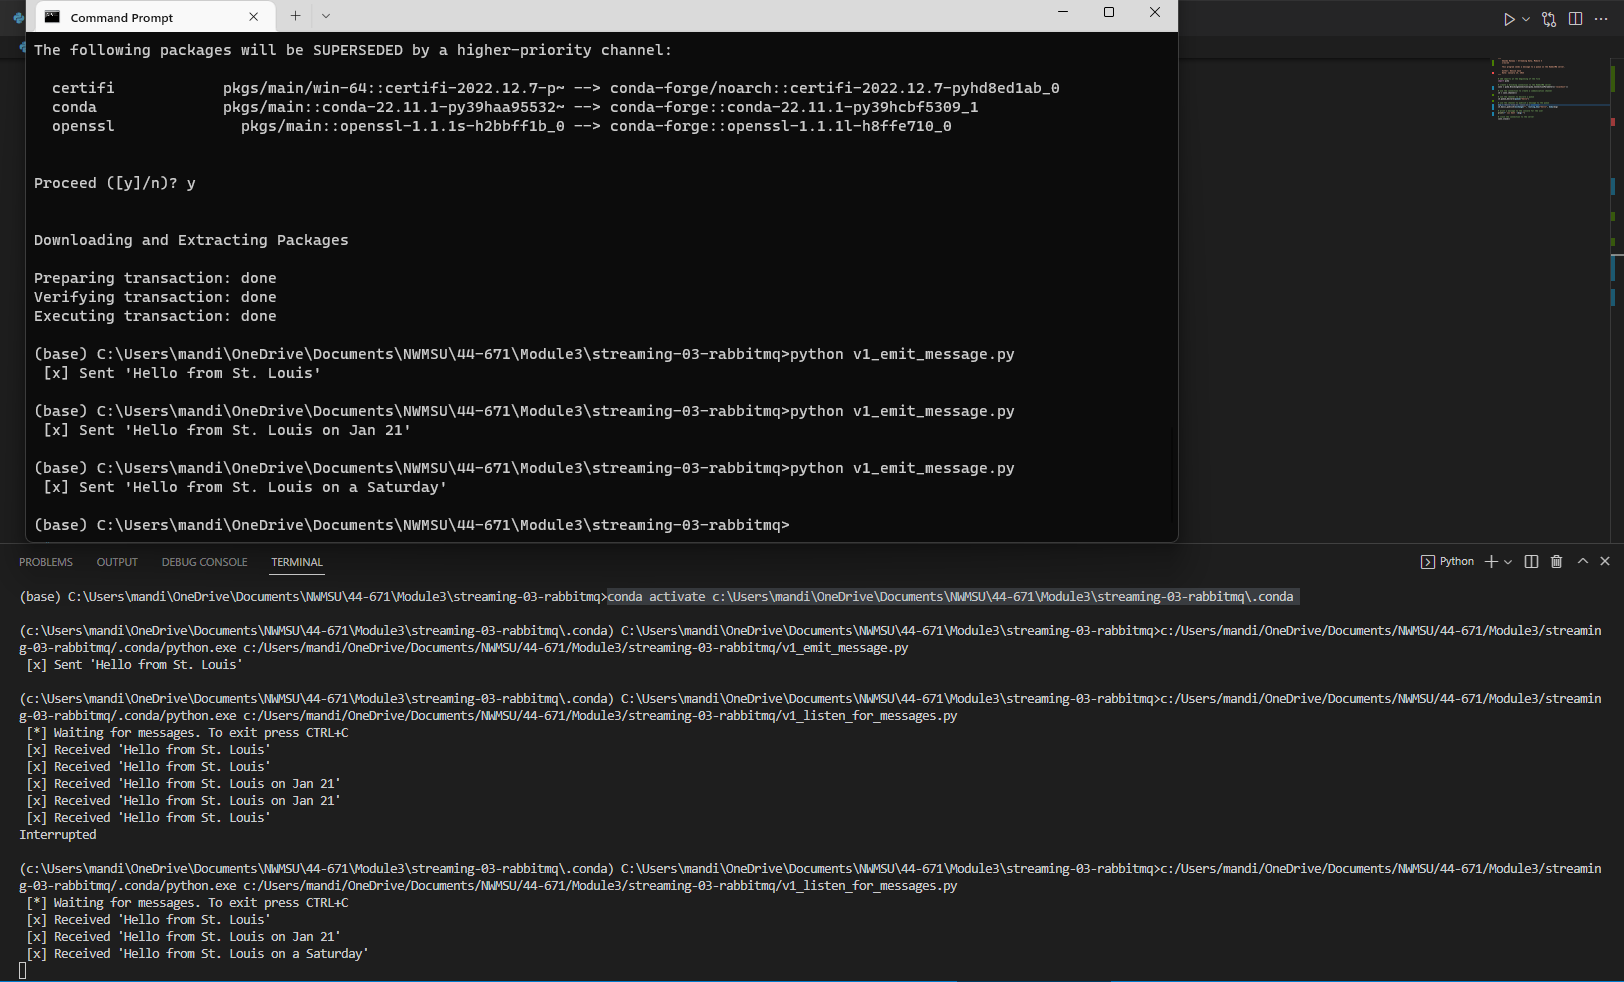 Command Prompt
The following packages will be SUPERSEDED by a higher-priority channel:
certifi pkgs/main/win-64::certifi-2022.12.7-p~ --> conda-forge/noarch::certifi-2022.12.7-pyhd8ed1ab_0
conda pkgs/main::conda-22.11.1-py39haa95532~ --> conda-forge::conda-22.11.1-py39hcbf5309_1
openssl pkgs/main::openssl-1.1.1s-h2bbff1b_0 --> conda-forge::openssl-1.1.1l-h8ffe710_0
Proceed ([y]/n)? y
Downloading and Extracting Packages
Preparing transaction: done
Verifying transaction: done
Executing transaction: done
(base) C:\Users\mandi\OneDrive\Documents\NWMSU\44-671\Module3\streaming-03-rabbitmq>python v1_emit_message.py
[x] Sent 'Hello from St. Louis'
(base) C:\Users\mandi\OneDrive\Documents\NWMSU\44-671\Module3\streaming-03-rabbitmq>python v1_emit_message.py
[x] Sent 'Hello from St. Louis on Jan 21'
(base) C:\Users\mandi\OneDrive\Documents\NWMSU\44-671\Module3\streaming-03-rabbitmq>python v1_emit_message.py
[x] Sent 'Hello from St. Louis on a Saturday'
(base) C:\Users\mandi\OneDrive\Documents\NWMSU\44-671\Module3\streaming-03-rabbitmq>
PROBLEMS OUTPUT DEBUG CONSOLE TERMINAL Python
(base) C:\Users\mandi\OneDrive\Documents\NWMSU\44-671\Module3\streaming-03-rabbitmq>conda activate c:\Users\mandi\OneDrive\Documents\NWMSU\44-671\Module3\streaming-03-rabbitmq\.conda
(c:\Users\mandi\OneDrive\Documents\NWMSU\44-671\Module3\streaming-03-rabbitmq\.conda) C:\Users\mandi\OneDrive\Documents\NWMSU\44-671\Module3\streaming-03-rabbitmq>c:/Users/mandi/OneDrive/Documents/NWMSU/44-671/Module3/streamin
g-03-rabbitmq/.conda/python.exe c:/Users/mandi/OneDrive/Documents/NWMSU/44-671/Module3/streaming-03-rabbitmq/v1_emit_message.py
[x] Sent 'Hello from St. Louis'
(c:\Users\mandi\OneDrive\Documents\NWMSU\44-671\Module3\streaming-03-rabbitmq\.conda) C:\Users\mandi\OneDrive\Documents\NWMSU\44-671\Module3\streaming-03-rabbitmq>c:/Users/mandi/OneDrive/Documents/NWMSU/44-671/Module3/streamin
g-03-rabbitmq/.conda/python.exe c:/Users/mandi/OneDrive/Documents/NWMSU/44-671/Module3/streaming-03-rabbitmq/v1_listen_for_messages.py
[*] Waiting for messages. To exit press CTRL+C
[x] Received 'Hello from St. Louis'
[x] Received 'Hello from St. Louis'
[x] Received 'Hello from St. Louis on Jan 21'
[x] Received 'Hello from St. Louis on Jan 21'
[x] Received 'Hello from St. Louis'
Interrupted
(c:\Users\mandi\OneDrive\Documents\NWMSU\44-671\Module3\streaming-03-rabbitmq\.conda) C:\Users\mandi\OneDrive\Documents\NWMSU\44-671\Module3\streaming-03-rabbitmq>c:/Users/mandi/OneDrive/Documents/NWMSU/44-671/Module3/streamin
g-03-rabbitmq/.conda/python.exe c:/Users/mandi/OneDrive/Documents/NWMSU/44-671/Module3/streaming-03-rabbitmq/v1_listen_for_messages.py
[*] Waiting for messages. To exit press CTRL+C
[x] Received 'Hello from St. Louis'
[x] Received 'Hello from St. Louis on Jan 21'
[x] Received 'Hello from St. Louis on a Saturday'